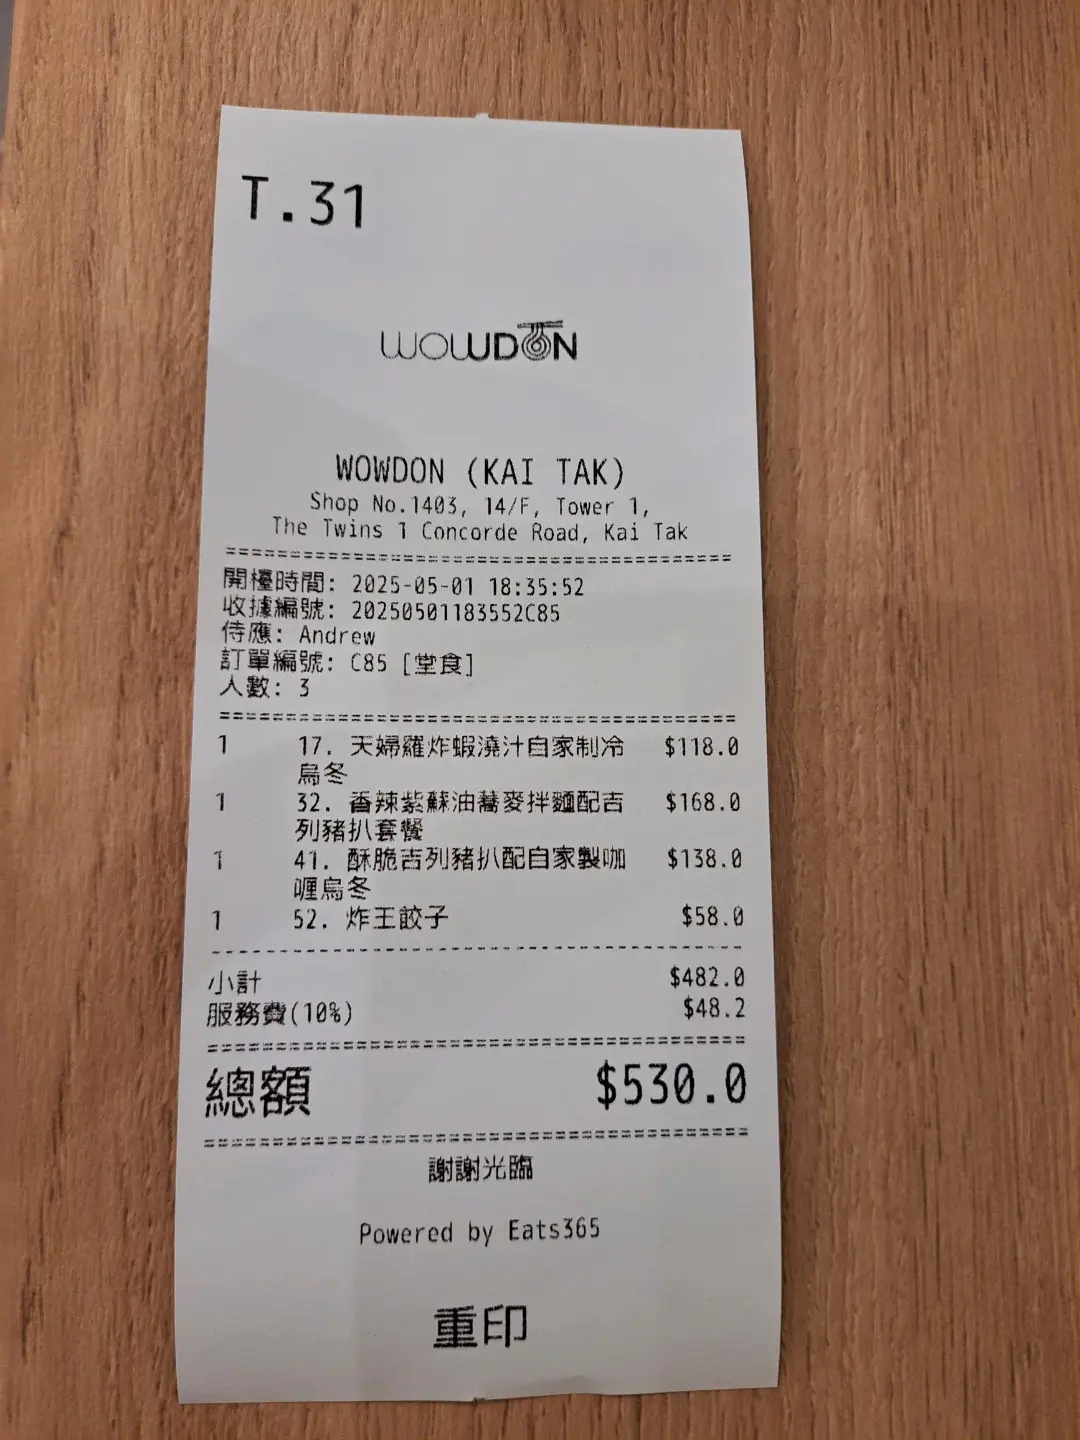 T.31
WOWDON
WOWDON (KAI TAK)
Shop No.1403, 14/F, Tower 1,
The Twins 1 Concorde Road, Kai Tak
開檯時間: 2025-05-01 18:35:52
收據編號: 20250501183552C85
侍應: Andrew
訂單編號: C85 [堂食]
人數: 3
1 17. 天婦羅炸蝦澆汁自家制冷 $118.0
烏冬
1 32. 香辣紫蘇油蕎麥拌麵配吉 $168.0
列豬扒套餐
1 41. 酥脆吉列豬扒配自家製咖 $138.0
喱烏冬
1 52. 炸王餃子 $58.0
小計 $482.0
服務費(10%) $48.2
總額 $530.0
謝謝光臨
Powered by Eats365
重印